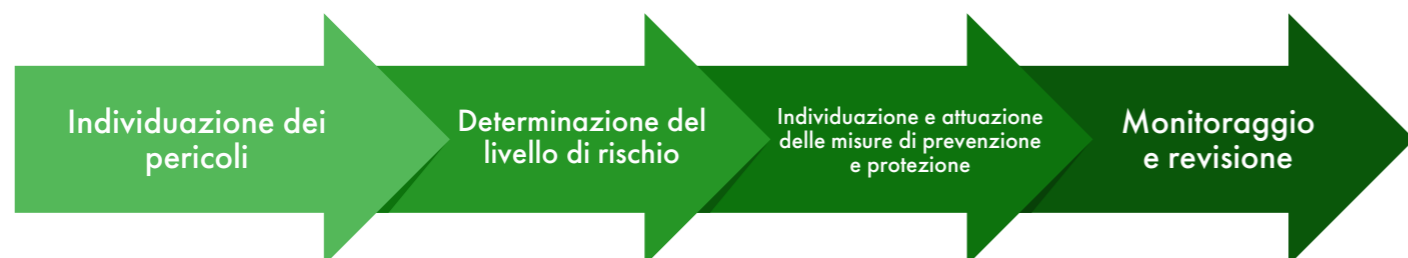 Individuazione dei
pericoli
Determinazione del
livello di rischio
Individuazione e attuazione
delle misure di prevenzione
e protezione
Monitoraggio
e revisione